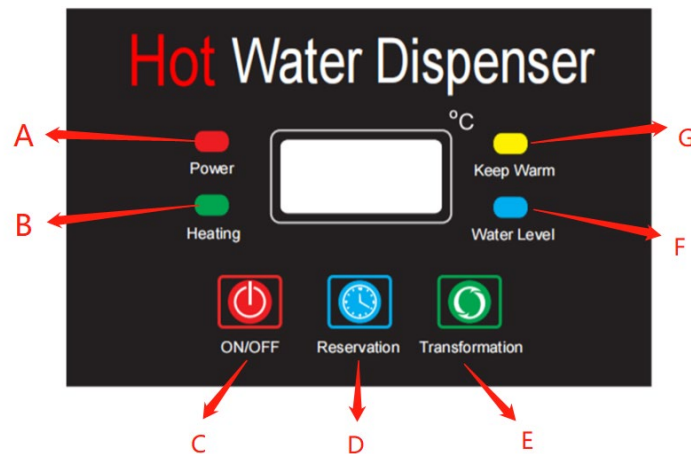 Hot Water Dispenser
°C
A
Power
Keep Warm
G
B
Heating
Water Level
F
ON/OFF
Reservation
Transformation
C
D
E